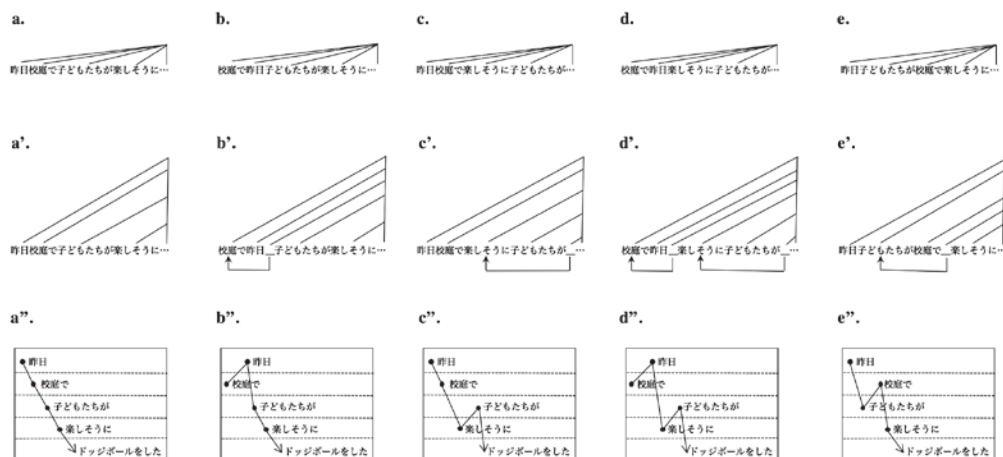 a. b. c. d. e.
昨日校庭で子どもたちが楽しそうに… 校庭で昨日子どもたちが楽しそうに… 昨日校庭で楽しそうに子どもたちが… 校庭で昨日楽しそうに子どもたちが… 昨日子どもたちが校庭で楽しそうに…
a’. b’. c’. d’. e’.
昨日校庭で子どもたちが楽しそうに… 校庭で昨日__子どもたちが楽しそうに… 昨日校庭で楽しそうに子どもたちが__… 校庭で昨日__楽しそうに子どもたちが__… 昨日子どもたちが校庭で__楽しそうに…
a”. b”. c”. d”. e”.
昨日 昨日 昨日 昨日 昨日
校庭で 校庭で 校庭で 校庭で 校庭で
子どもたちが 子どもたちが 子どもたちが 子どもたちが 子どもたちが
楽しそうに 楽しそうに 楽しそうに 楽しそうに 楽しそうに
ドッジボールをした ドッジボールをした ドッジボールをした ドッジボールをした ドッジボールをした